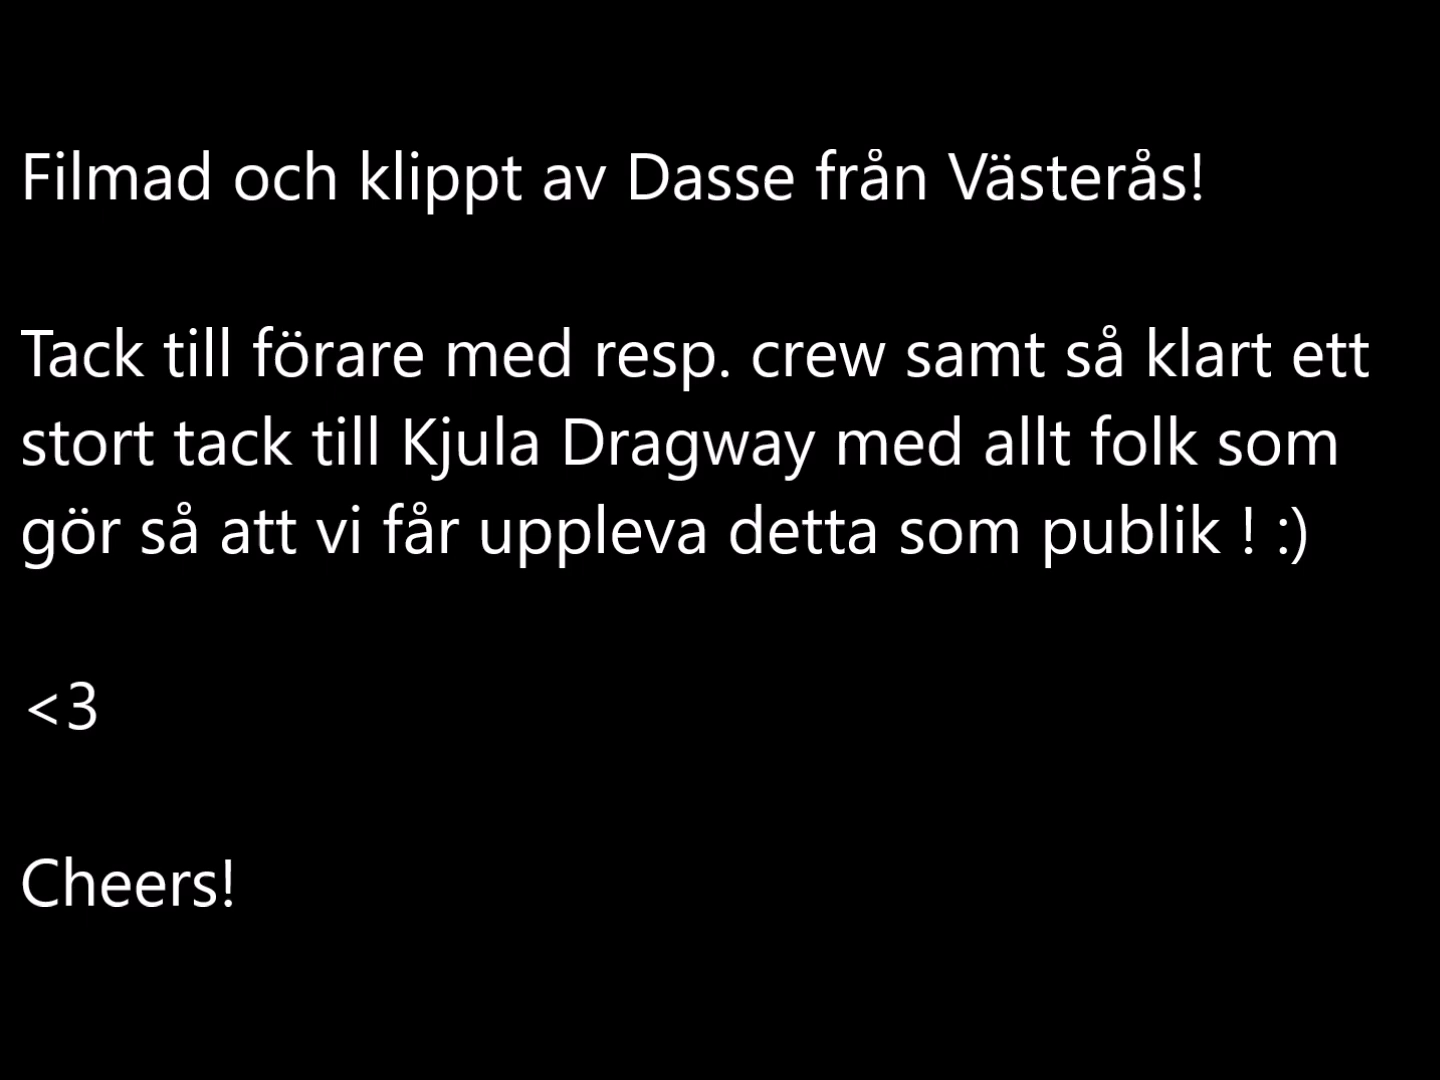 Filmad och klippt av Dasse från Västerås!
Tack till förare med resp. crew samt så klart ett
stort tack till Kjula Dragway med allt folk som
gör så att vi får uppleva detta som publik ! :)
<3
Cheers!